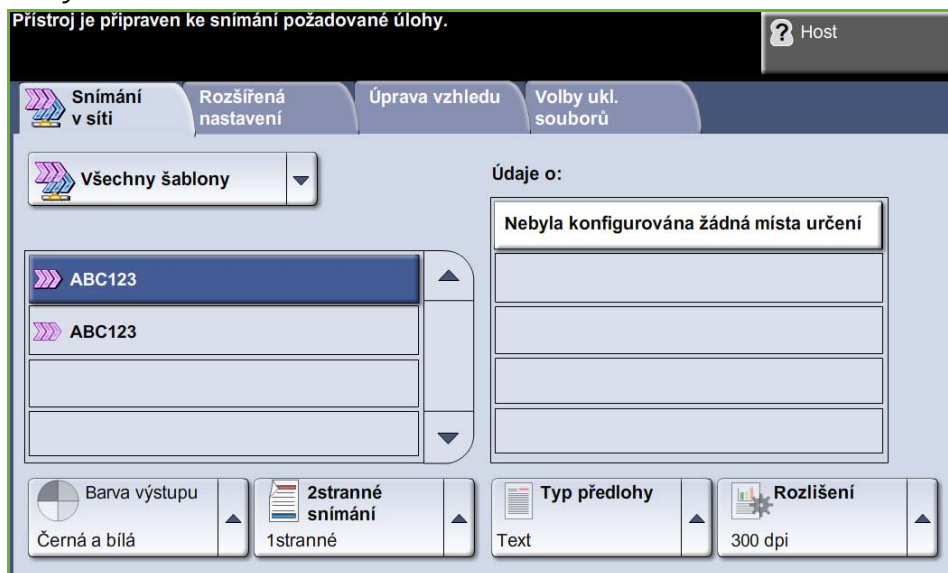 Přístroj je připraven ke snímání požadované úlohy.
Host
Snímání
v síti
Rozšířená
nastavení
Úprava vzhledu
Volby ukl.
souborů
Všechny šablony
Údaje o:
Nebyla konfigurována žádná místa určení
ABC123
ABC123
Barva výstupu
Černá a bílá
2stranné
snímání
1stranné
Typ předlohy
Text
Rozlišení
300 dpi